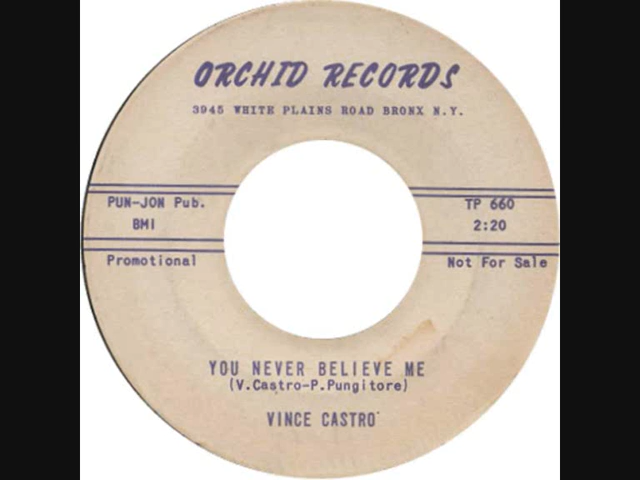 ORCHID RECORDS
3945 WHITE PLAINS ROAD BRONX N.Y.
PUN-JON Pub.
BMI
Promotional
TP 660
2:20
Not For Sale
YOU NEVER BELIEVE ME
(V.Castro-P.Pungitore)
VINCE CASTRO